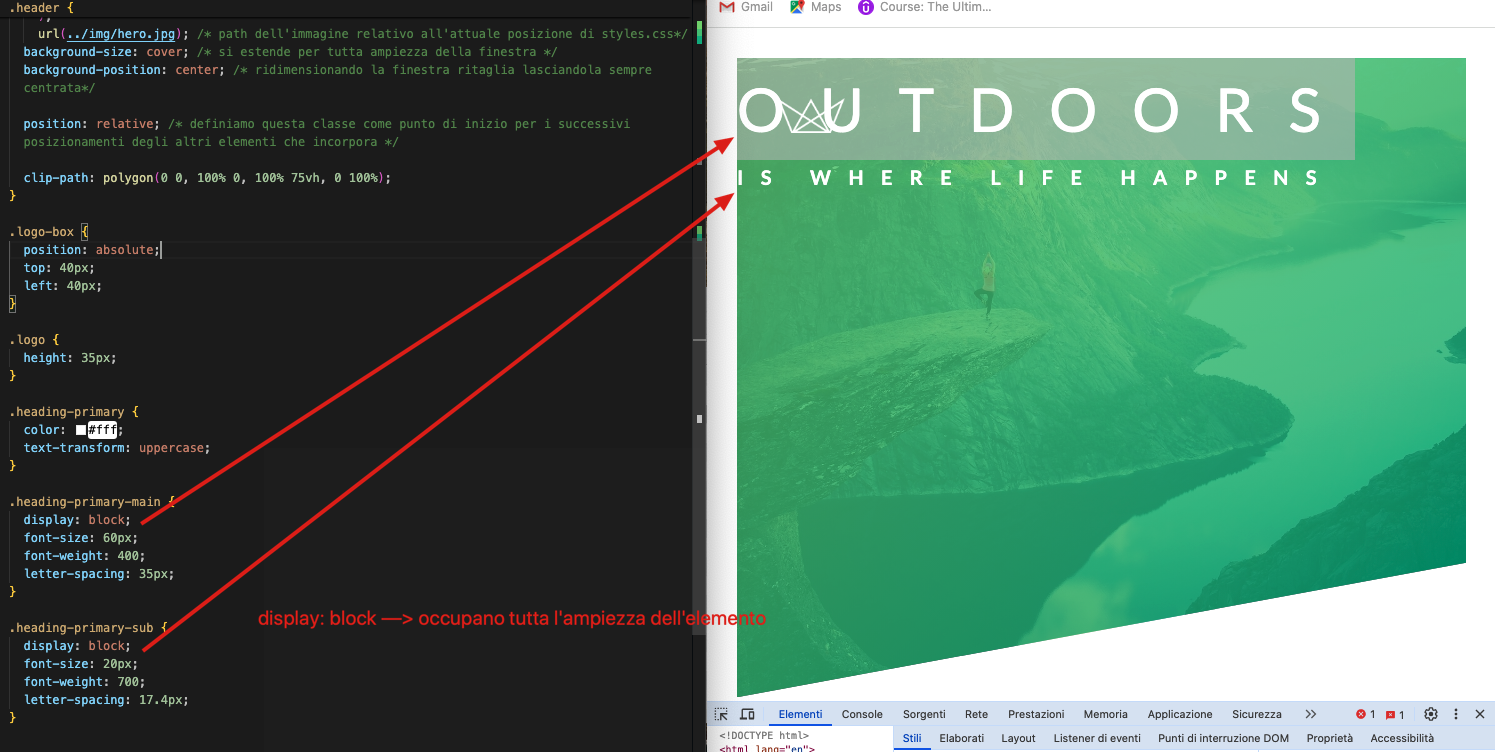 .header {
);
url(../img/hero.jpg); /* path dell'immagine relativo all'attuale posizione di styles.css*/
background-size: cover; /* si estende per tutta ampiezza della finestra */
background-position: center; /* ridimensionando la finestra ritaglia lasciandola sempre
centrata*/
position: relative; /* definiamo questa classe come punto di inizio per i successivi
posizionamenti degli altri elementi che incorpora */
clip-path: polygon(0 0, 100% 0, 100% 75vh, 0 100%);
}
.logo-box {
position: absolute;
top: 40px;
left: 40px;
}
.logo {
height: 35px;
}
.heading-primary {
color: #fff;
text-transform: uppercase;
}
.heading-primary-main {
display: block;
font-size: 60px;
font-weight: 400;
letter-spacing: 35px;
}
.heading-primary-sub {
display: block;
font-size: 20px;
font-weight: 700;
letter-spacing: 17.4px;
}
display: block —> occupano tutta l'ampiezza dell'elemento
Gmail Maps Course: The Ultim...
OUTDOORS
IS WHERE LIFE HAPPENS
Elementi Console Sorgenti Rete Prestazioni Memoria Applicazione Sicurezza 1 1
<!DOCTYPE html>
<html lang="en">
Stili Elaborati Layout Listener di eventi Punti di interruzione DOM Proprietà Accessibilità